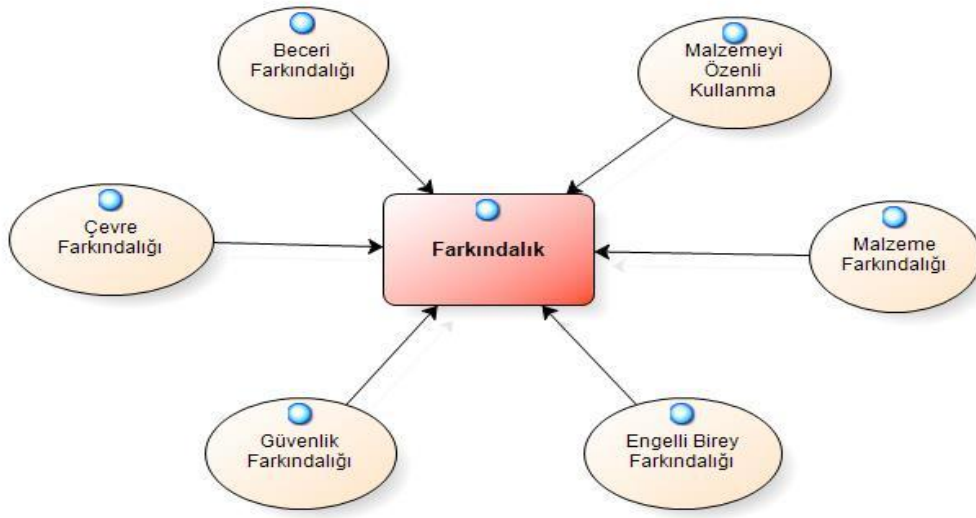 Beceri
Farkındalığı
Malzemeyi
Özenli
Kullanma
Çevre
Farkındalığı
Farkındalık
Malzeme
Farkındalığı
Güvenlik
Farkındalığı
Engelli Birey
Farkındalığı